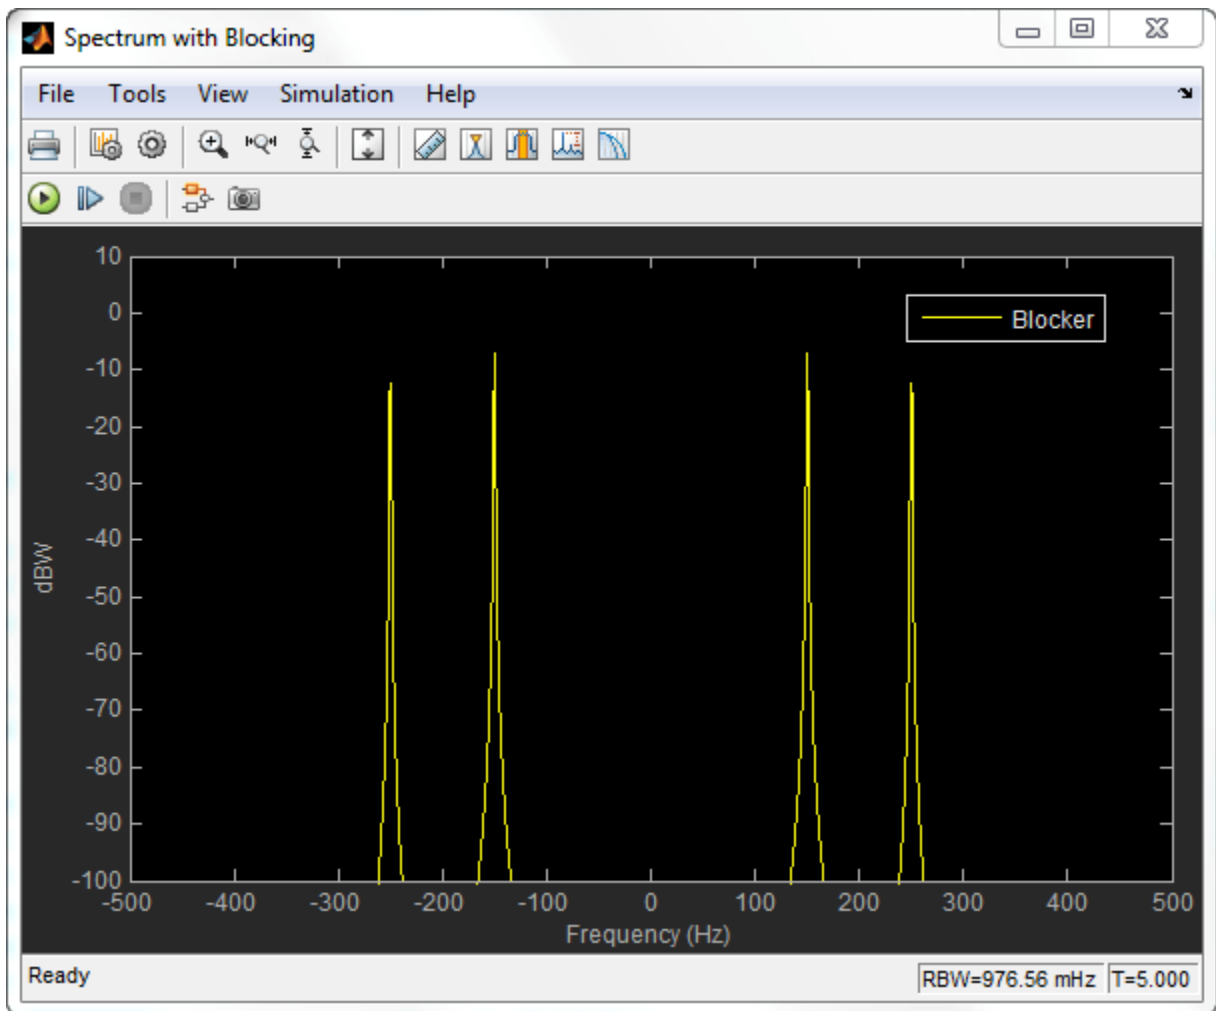 Spectrum with Blocking
File Tools View Simulation Help
10
0
-10
-20
-30
-40
-50
-60
-70
-80
-90
-100
dBW
Blocker
-500 -400 -300 -200 -100 0 100 200 300 400 500
Frequency (Hz)
Ready RBW=976.56 mHz T=5.000